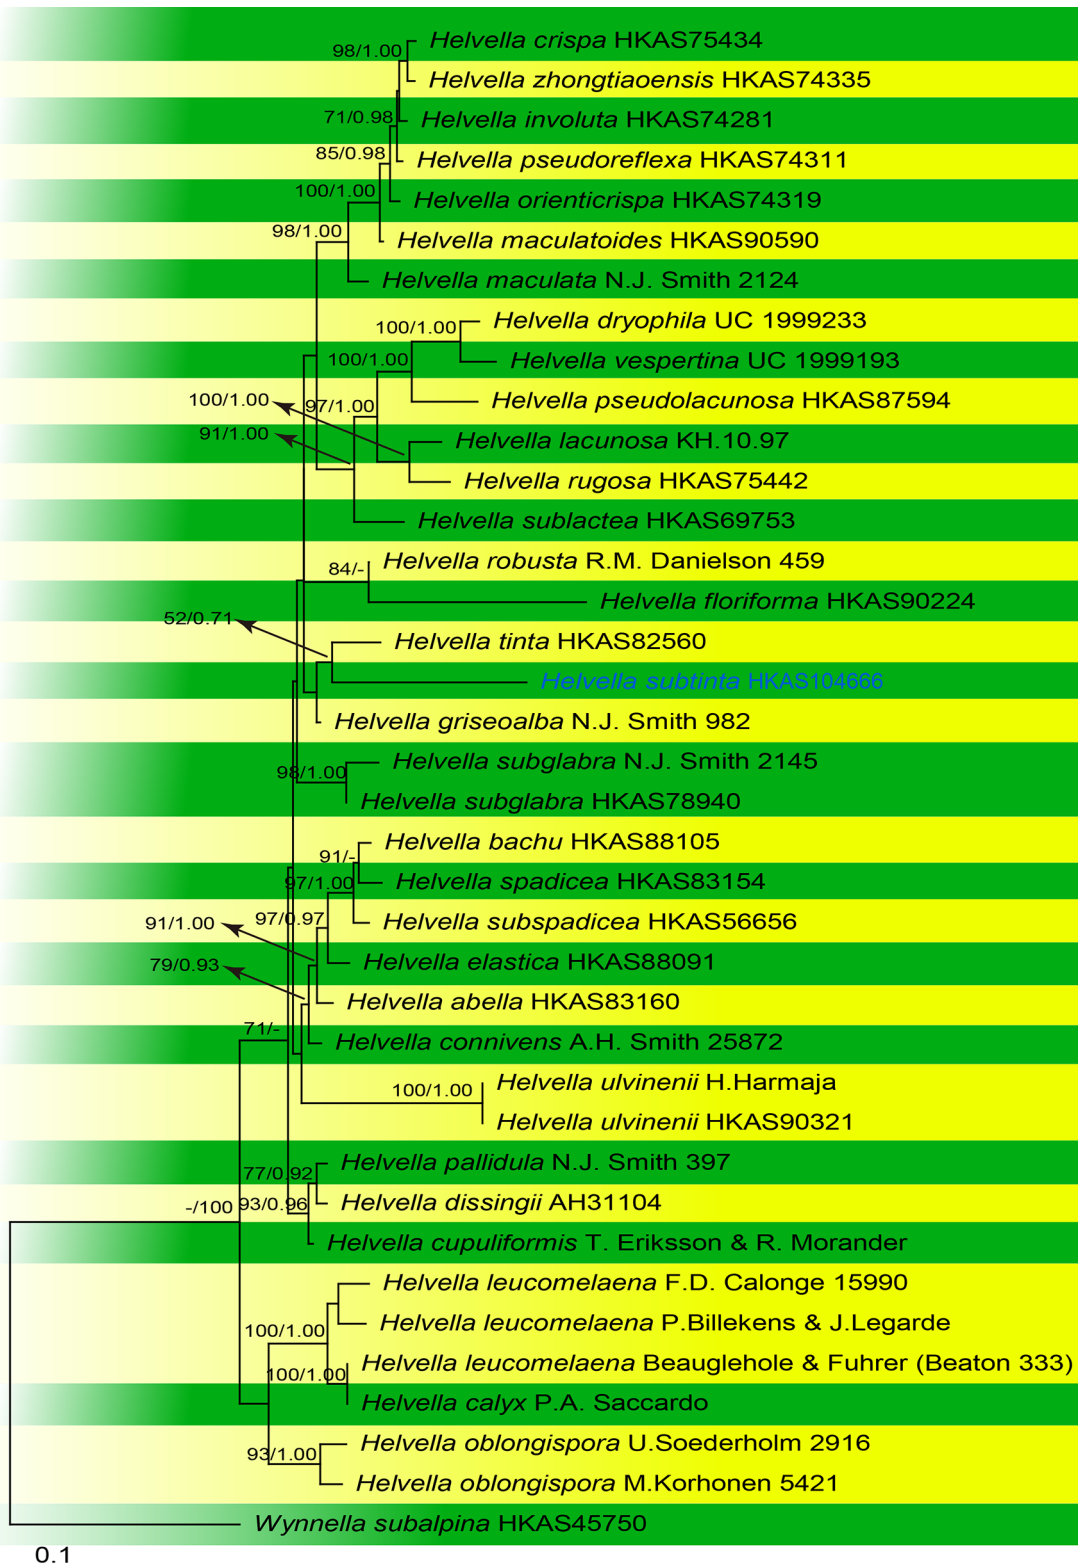 98/1.00
Helvella crispa HKAS75434
Helvella zhongtiaoensis HKAS74335
71/0.98
Helvella involuta HKAS74281
85/0.98
Helvella pseudoreflexa HKAS74311
100/1.00
Helvella orienticrispa HKAS74319
98/1.00
Helvella maculatoides HKAS90590
Helvella maculata N.J. Smith 2124
100/1.00
Helvella dryophila UC 1999233
100/1.00
Helvella vespertina UC 1999193
100/1.00
97/1.00
Helvella pseudolacunosa HKAS87594
91/1.00
Helvella lacunosa KH.10.97
Helvella rugosa HKAS75442
Helvella sublactea HKAS69753
84/-
Helvella robusta R.M. Danielson 459
Helvella floriforma HKAS90224
52/0.71
Helvella tinta HKAS82560
Helvella subtinta HKAS104666
Helvella griseoalba N.J. Smith 982
98/1.00
Helvella subglabra N.J. Smith 2145
Helvella subglabra HKAS78940
Helvella bachu HKAS88105
91/-
97/1.00
Helvella spadicea HKAS83154
91/1.00
97/0.97
Helvella subspadicea HKAS56656
79/0.93
Helvella elastica HKAS88091
Helvella abella HKAS83160
71/-
Helvella connivens A.H. Smith 25872
100/1.00
Helvella ulvinenii H.Harmaja
Helvella ulvinenii HKAS90321
77/0.92
Helvella pallidula N.J. Smith 397
-/100
93/0.96
Helvella dissingii AH31104
Helvella cupuliformis T. Eriksson & R. Morander
Helvella leucomelaena F.D. Calonge 15990
100/1.00
Helvella leucomelaena P.Billekens & J.Legarde
Helvella leucomelaena Beauglehole & Fuhrer (Beaton 333)
100/1.00
Helvella calyx P.A. Saccardo
93/1.00
Helvella oblongispora U.Soederholm 2916
Helvella oblongispora M.Korhonen 5421
Wynnella subalpina HKAS45750
0.1